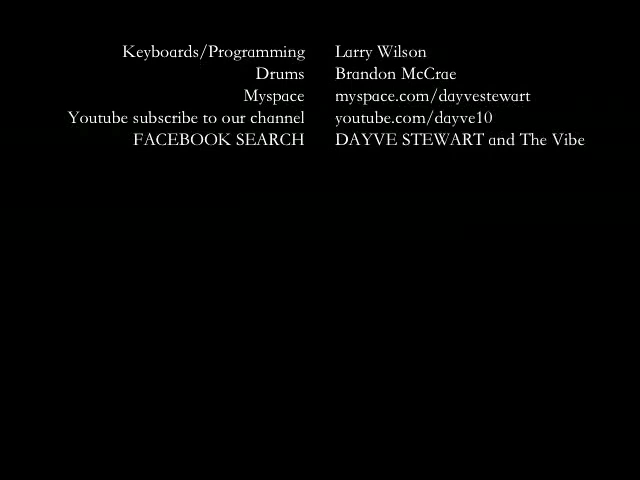 Keyboards/Programming Larry Wilson
Drums Brandon McCrae
Myspace myspace.com/dayvestewart
Youtube subscribe to our channel youtube.com/dayve10
FACEBOOK SEARCH DAYVE STEWART and The Vibe